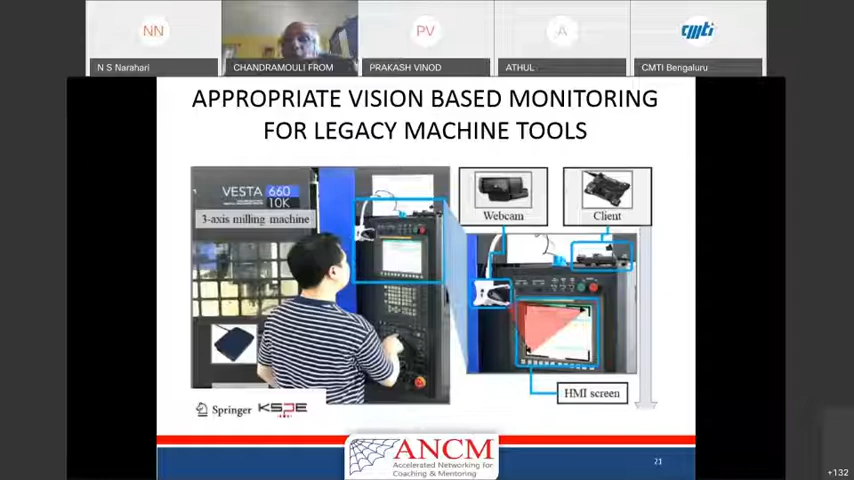 NN
PV
A
cmti
N S Narahari
CHANDRAMOULI FROM
PRAKASH VINOD
ATHUL
CMTI Bengaluru
APPROPRIATE VISION BASED MONITORING
FOR LEGACY MACHINE TOOLS
VESTA 660
10K
3-axis milling machine
Webcam
Client
HMI screen
Springer
KSPE
ANCM
Accelerated Networking for
Coaching & Mentoring
21
+132